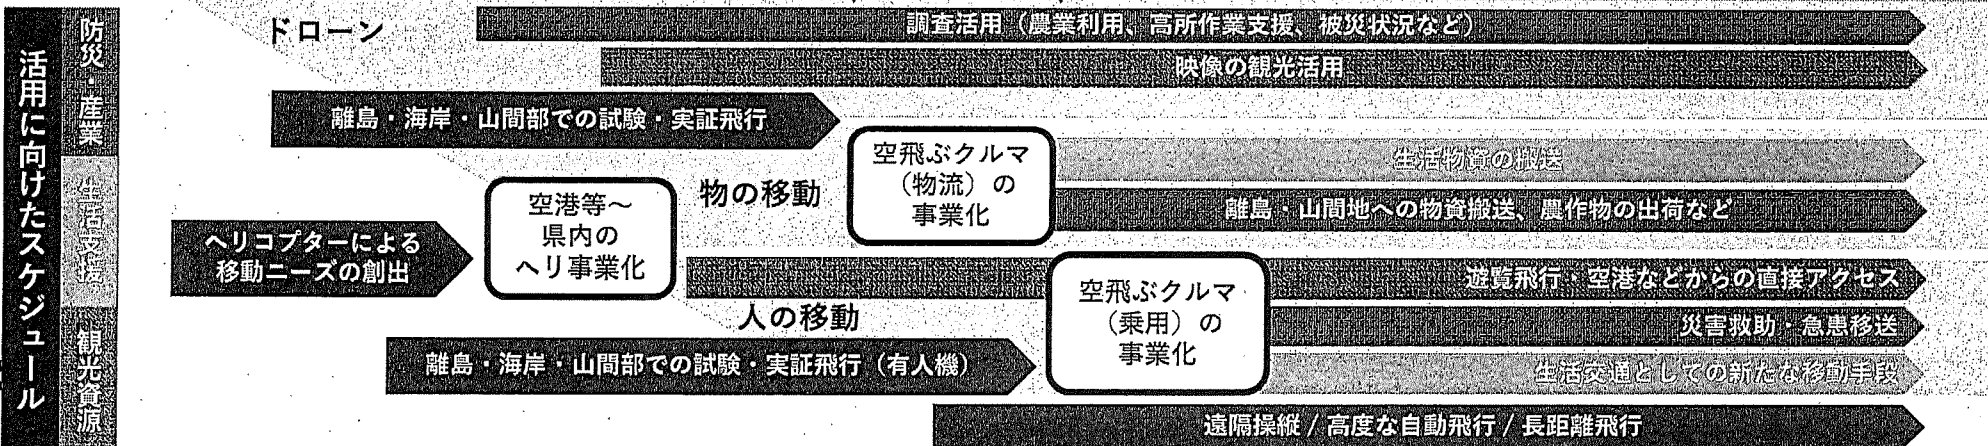 活用に向けたスケジュール
防災・産業
生活支援
観光資源
ドローン
調査活用（農業利用、高所作業支援、被災状況など）
映像の観光活用
離島・海岸・山間部での試験・実証飛行
空飛ぶクルマ
（物流）の
事業化
生活物資の搬送
物の移動
離島・山間地への物資搬送、農作物の出荷など
空港等～
県内の
ヘリ事業化
ヘリコプターによる
移動ニーズの創出
遊覧飛行・空港などからの直接アクセス
空飛ぶクルマ
（乗用）の
事業化
人の移動
災害救助・急患移送
離島・海岸・山間部での試験・実証飛行（有人機）
生活交通としての新たな移動手段
遠隔操縦 / 高度な自動飛行 / 長距離飛行